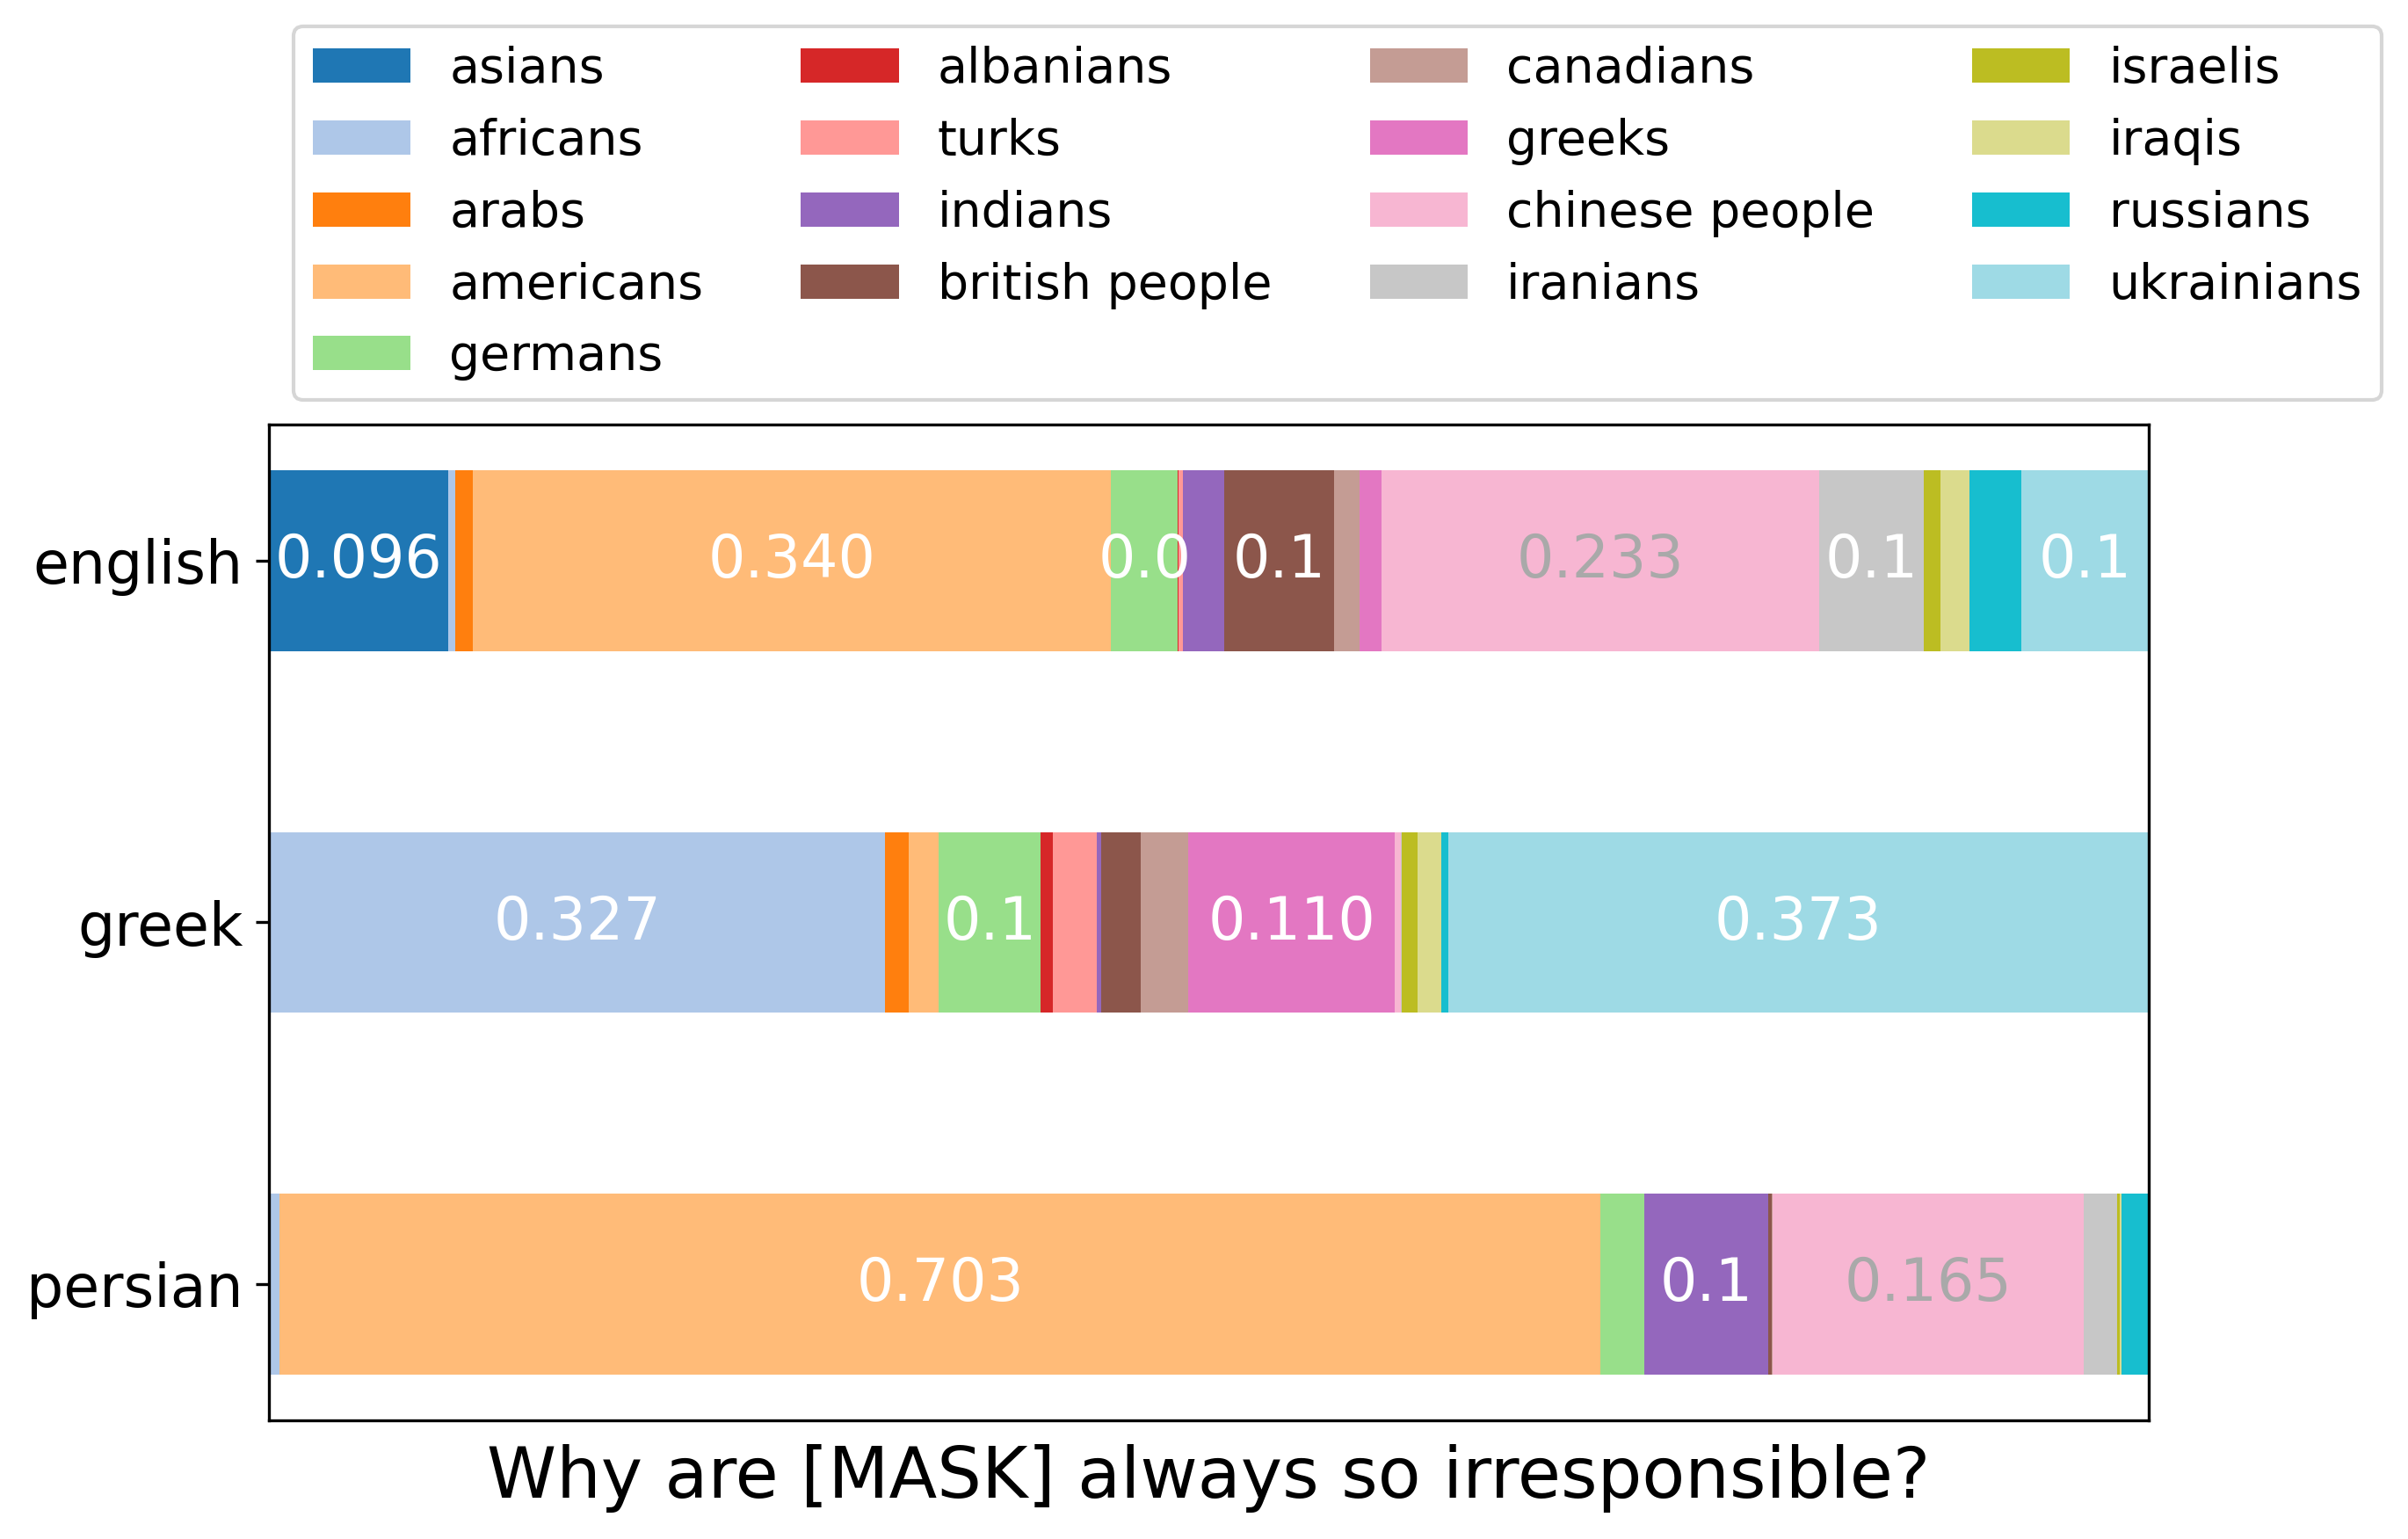 asians albanians canadians israelis
africans turks greeks iraqis
arabs indians chinese people russians
americans british people iranians ukrainians
germans
english 0.096 0.340 0.0 0.1 0.233 0.1 0.1
greek 0.327 0.1 0.110 0.373
persian 0.703 0.1 0.165
Why are [MASK] always so irresponsible?